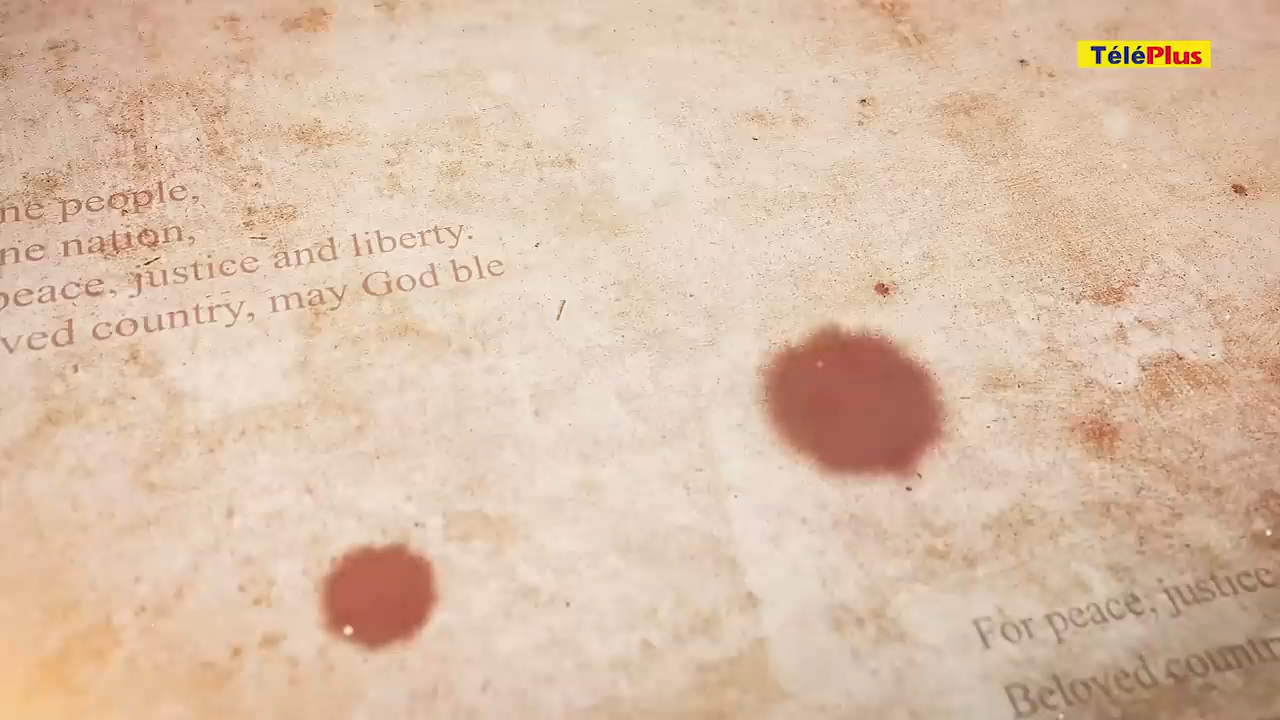 TéléPlus
ne people,
ne nation,
peace, justice and liberty.
ved country, may God ble
For peace, justice
Beloved countr